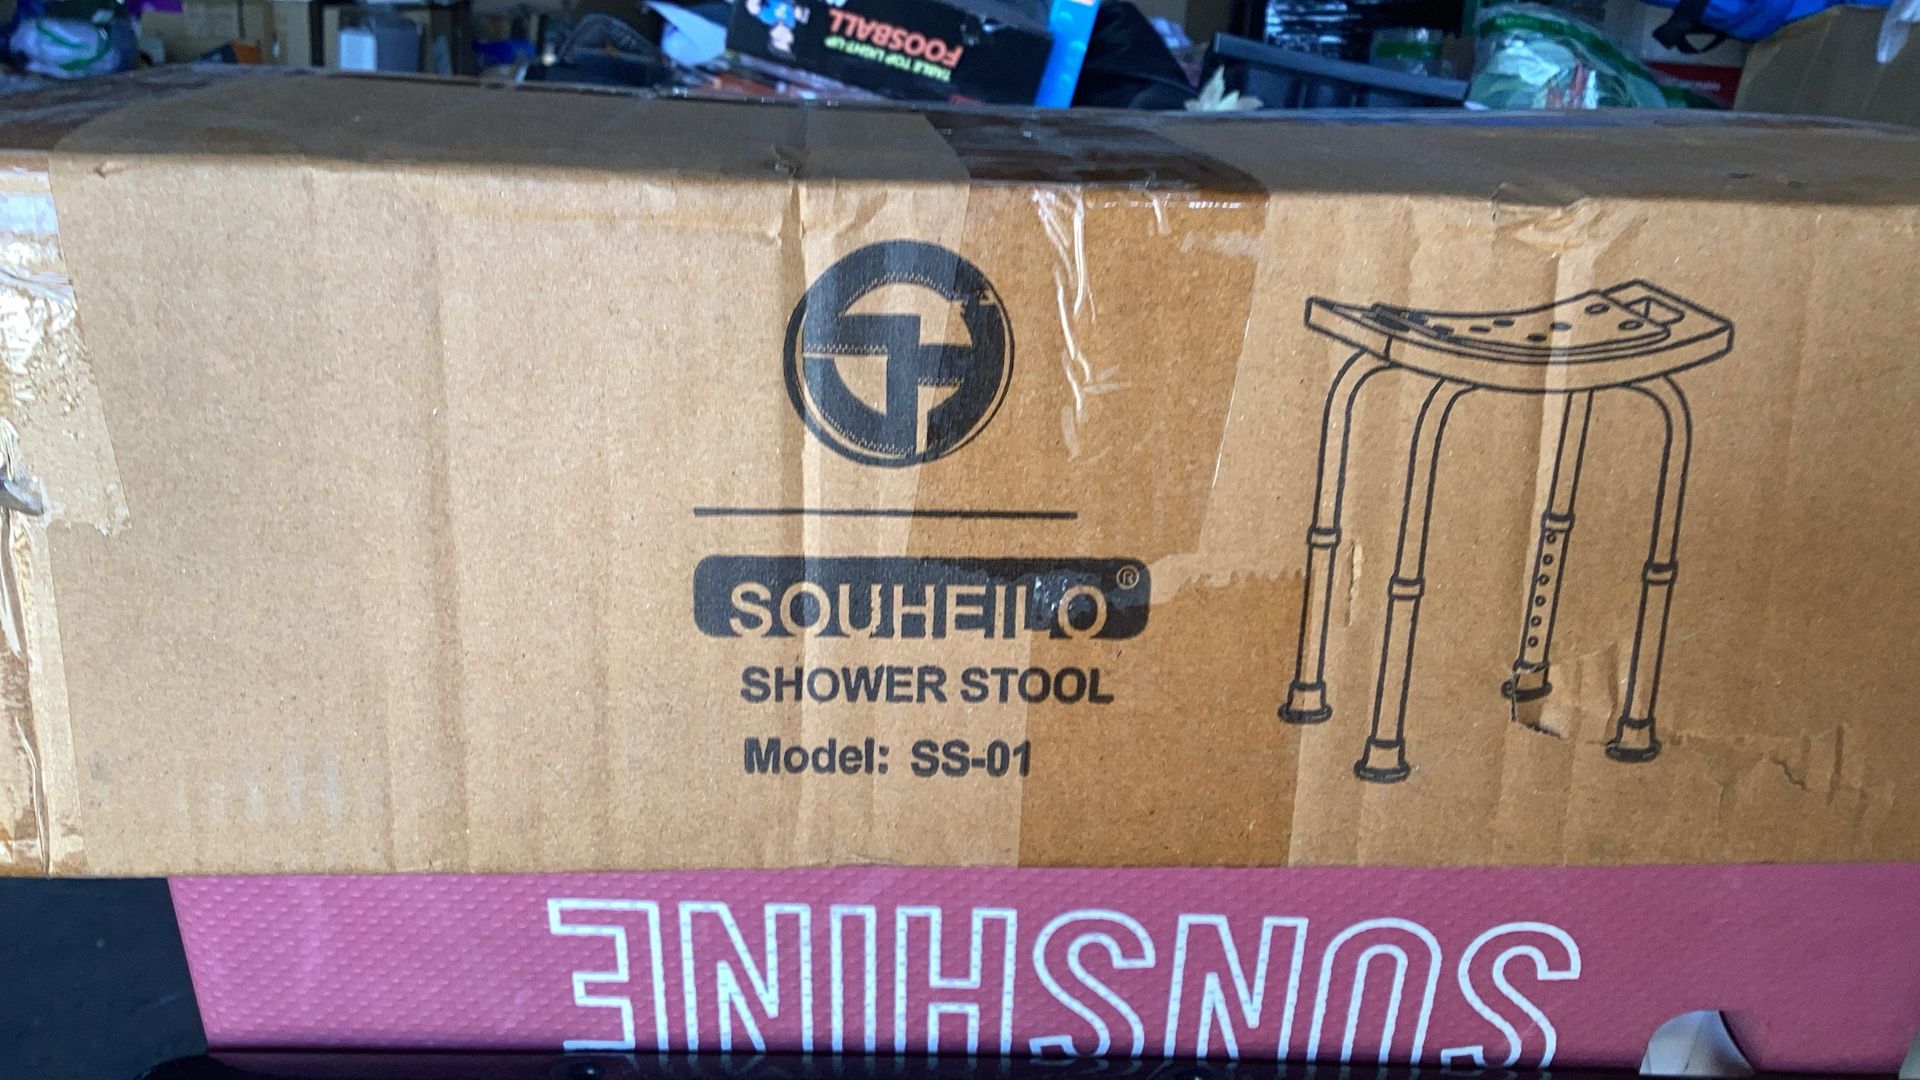 TABLE TOP LIGHT-UP
FOOSBALL
SOUHEILO®
SHOWER STOOL
Model: SS-01
SUNSHINE